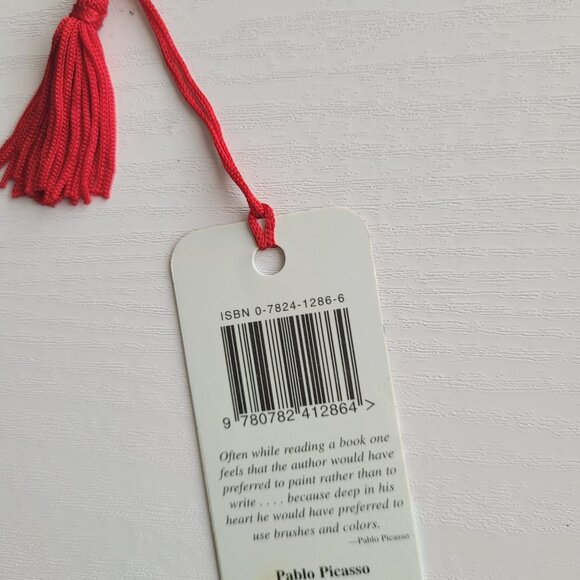 ISBN 0-7824-1286-6
9 780782 412864 >
Often while reading a book one
feels that the author would have
preferred to paint rather than to
write . . . . because deep in his
heart he would have preferred to
use brushes and colors.
—Pablo Picasso
Pablo Picasso